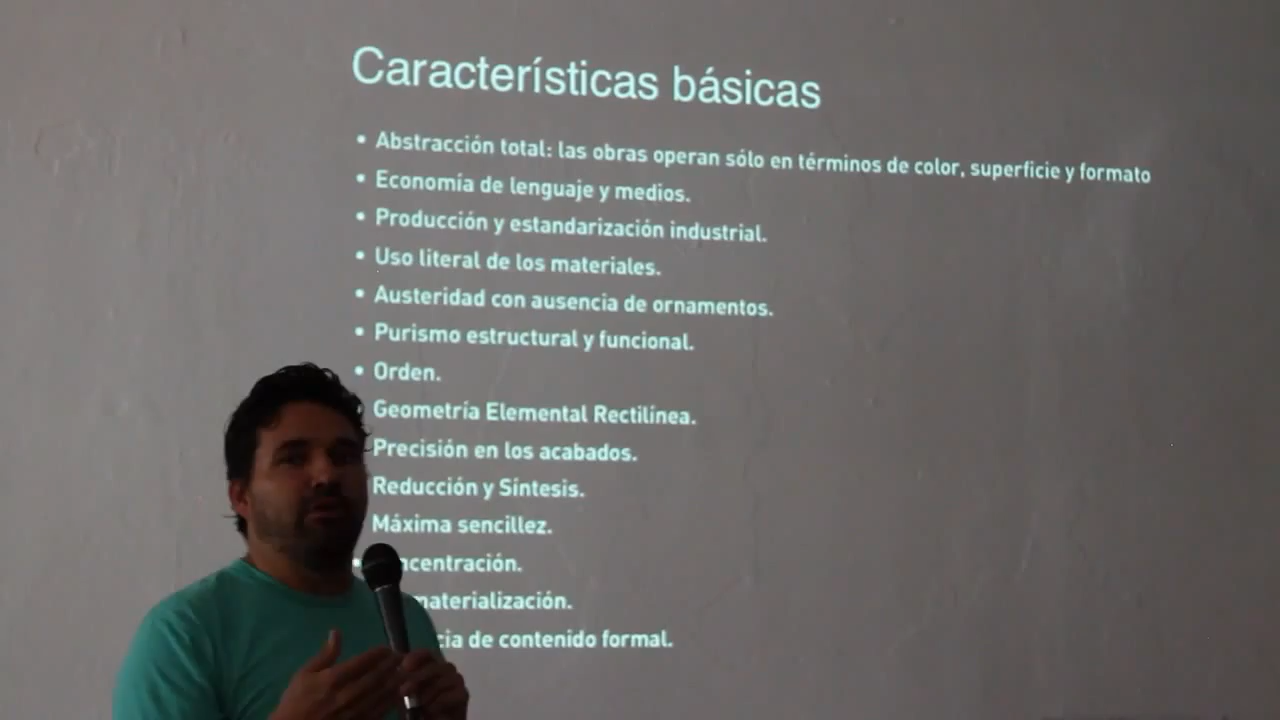 Características básicas
• Abstracción total: las obras operan sólo en términos de color, superficie y formato
• Economía de lenguaje y medios.
• Producción y estandarización industrial.
• Uso literal de los materiales.
• Austeridad con ausencia de ornamentos.
• Purismo estructural y funcional.
• Orden.
Geometría Elemental Rectilínea.
Precisión en los acabados.
Reducción y Síntesis.
Máxima sencillez.
• ncentración.
materialización.
cia de contenido formal.